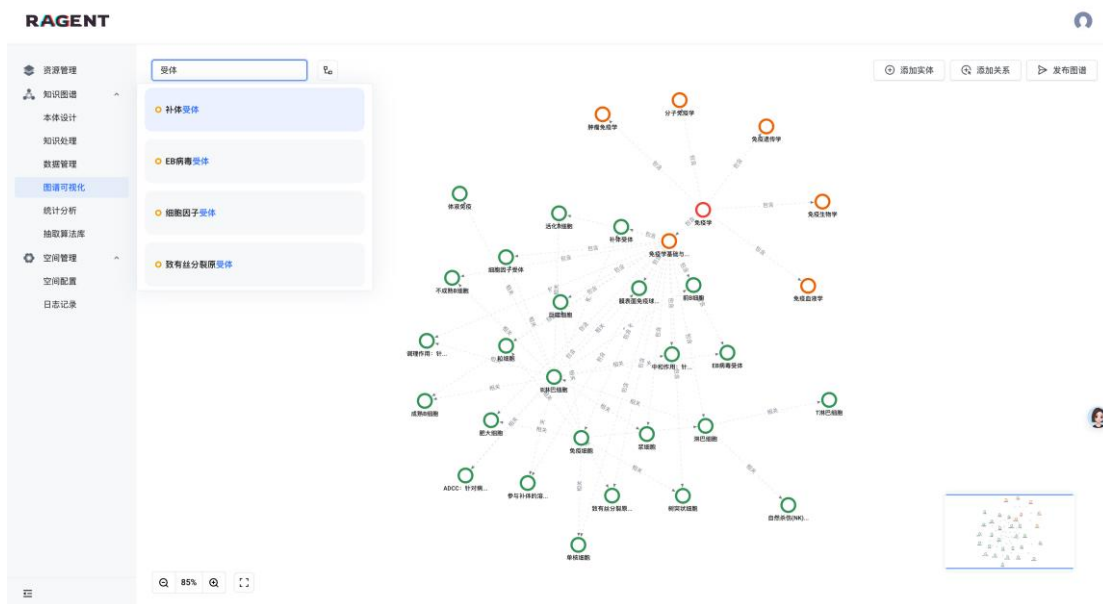 RAGENT
资源管理
知识图谱
本体设计
知识处理
数据管理
图谱可视化
统计分析
抽取算法库
空间管理
空间配置
日志记录
受体
补体受体
EB病毒受体
细胞因子受体
致有丝分裂原受体
添加实体
添加关系
发布图谱
肿瘤免疫学
分子免疫学
免疫遗传学
免疫学
免疫生物学
免疫学基础与...
免疫血液学
体液免疫
活化B细胞
补体受体
细胞因子受体
不成熟B细胞
巨噬细胞
膜表面免疫球...
前B细胞
调理作用：针...
粒细胞
中和作用：针...
EB病毒受体
B淋巴细胞
成熟B细胞
肥大细胞
免疫细胞
浆细胞
淋巴细胞
T淋巴细胞
ADCC：针对病...
参与补体的溶...
致有丝分裂原...
树突状细胞
自然杀伤(NK)...
单核细胞
包含
相关
85%